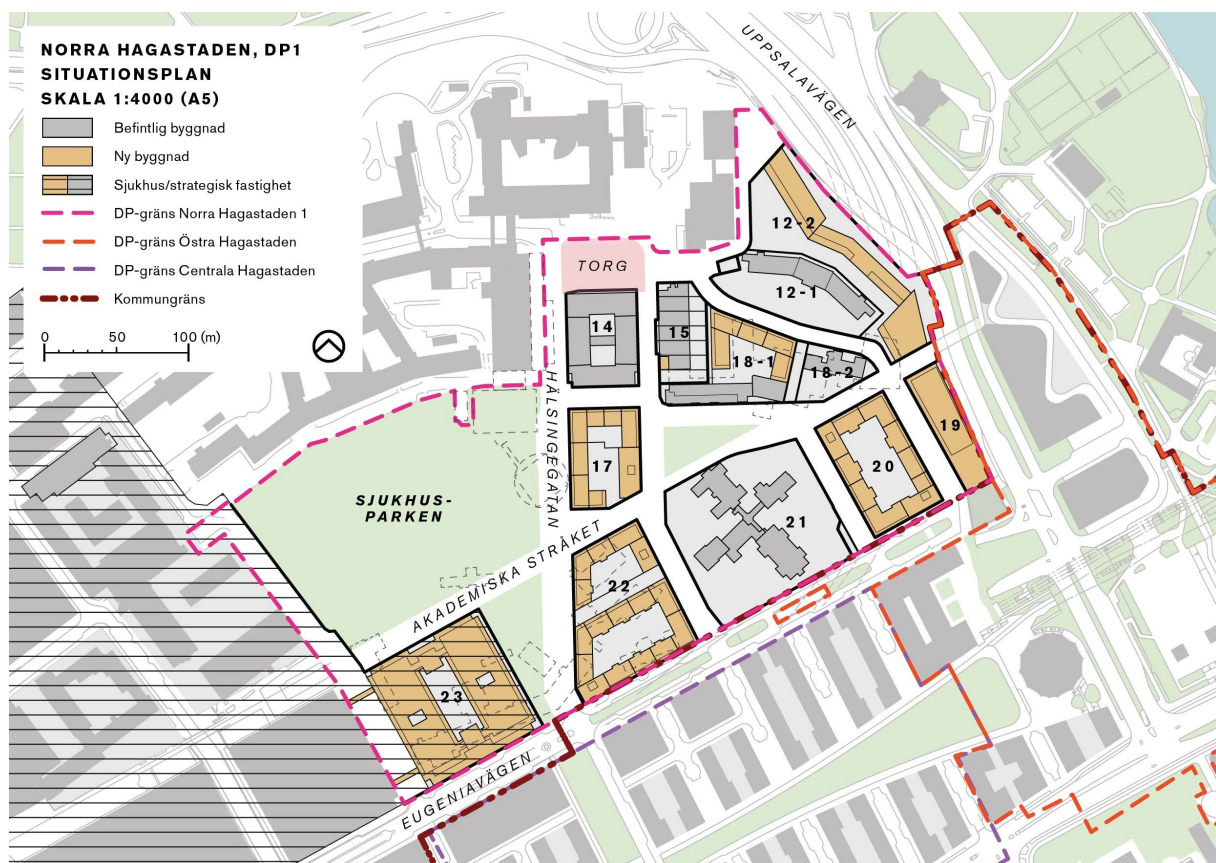 NORRA HAGASTADEN, DP1
SITUATIONSPLAN
SKALA 1:4000 (A5)
Befintlig byggnad
Ny byggnad
Sjukhus/strategisk fastighet
DP-gräns Norra Hagastaden 1
DP-gräns Östra Hagastaden
DP-gräns Centrala Hagastaden
Kommungräns
0 50 100 (m)
UPPSALAVÄGEN
12-2
TORG
12-1
14
15
18-1
18-2
HÄLSINGEGATAN
19
17
20
SJUKHUS-
PARKEN
21
AKADEMISKA STRÅKET
22
23
EUGENIAVÄGEN